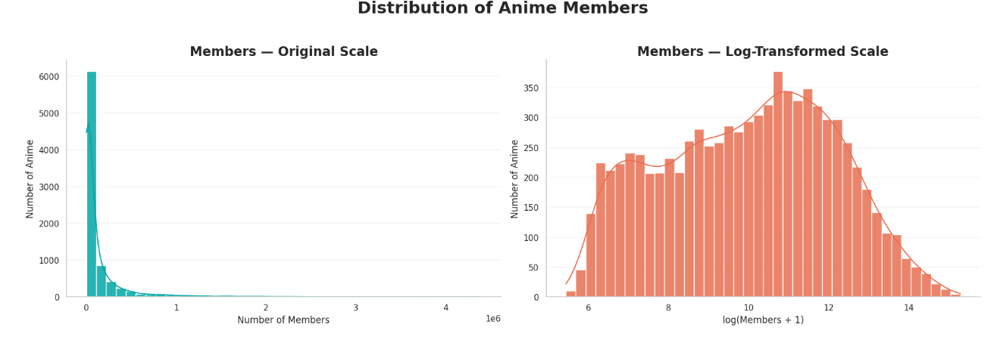 Distribution of Anime Members
Members — Original Scale
Number of Anime
6000
5000
4000
3000
2000
1000
0
0 1 2 3 4
1e6
Number of Members
Members — Log-Transformed Scale
Number of Anime
350
300
250
200
150
100
50
0
6 8 10 12 14
log(Members + 1)